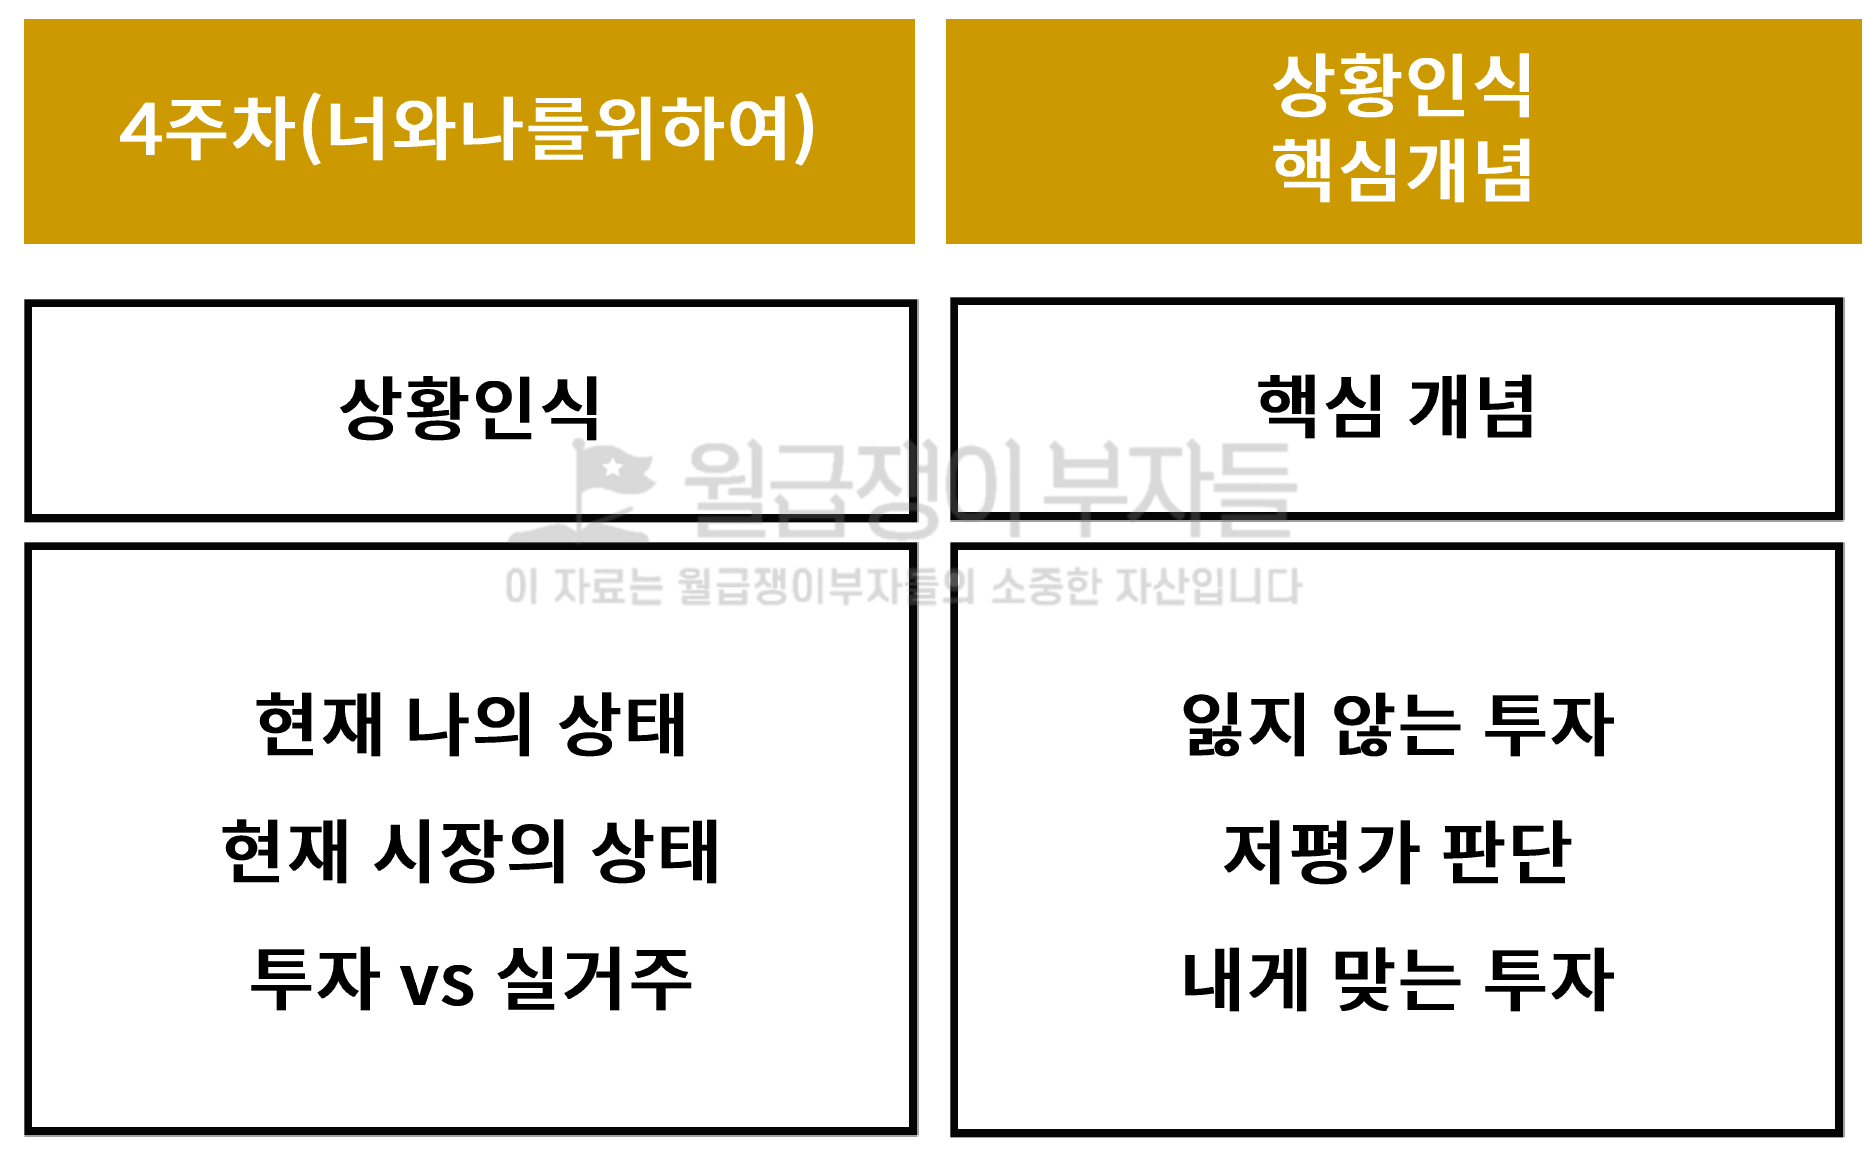 4주차(너와나를위하여)
상황인식
핵심개념
상황인식
핵심 개념
월급쟁이 부자들
이 자료는 월급쟁이부자들의 소중한 자산입니다
현재 나의 상태
현재 시장의 상태
투자 vs 실거주
잃지 않는 투자
저평가 판단
내게 맞는 투자